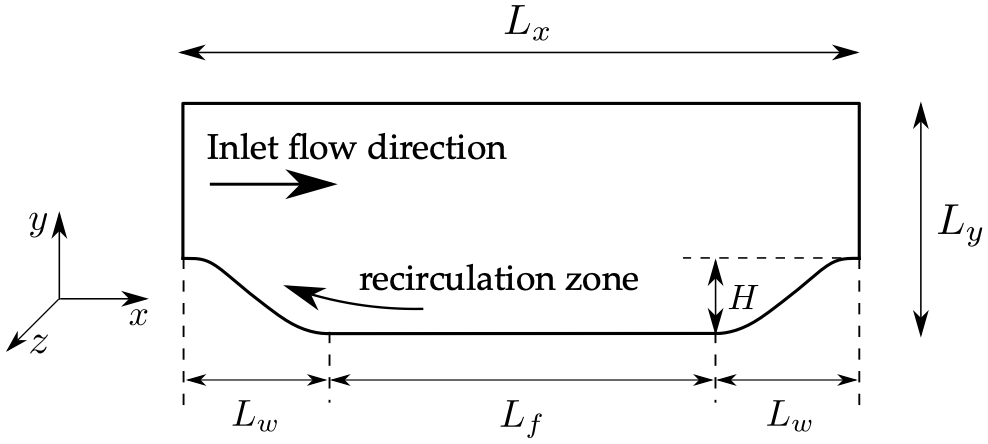 L_x
Inlet flow direction
y
L_y
recirculation zone
H
x
z
L_w
L_f
L_w